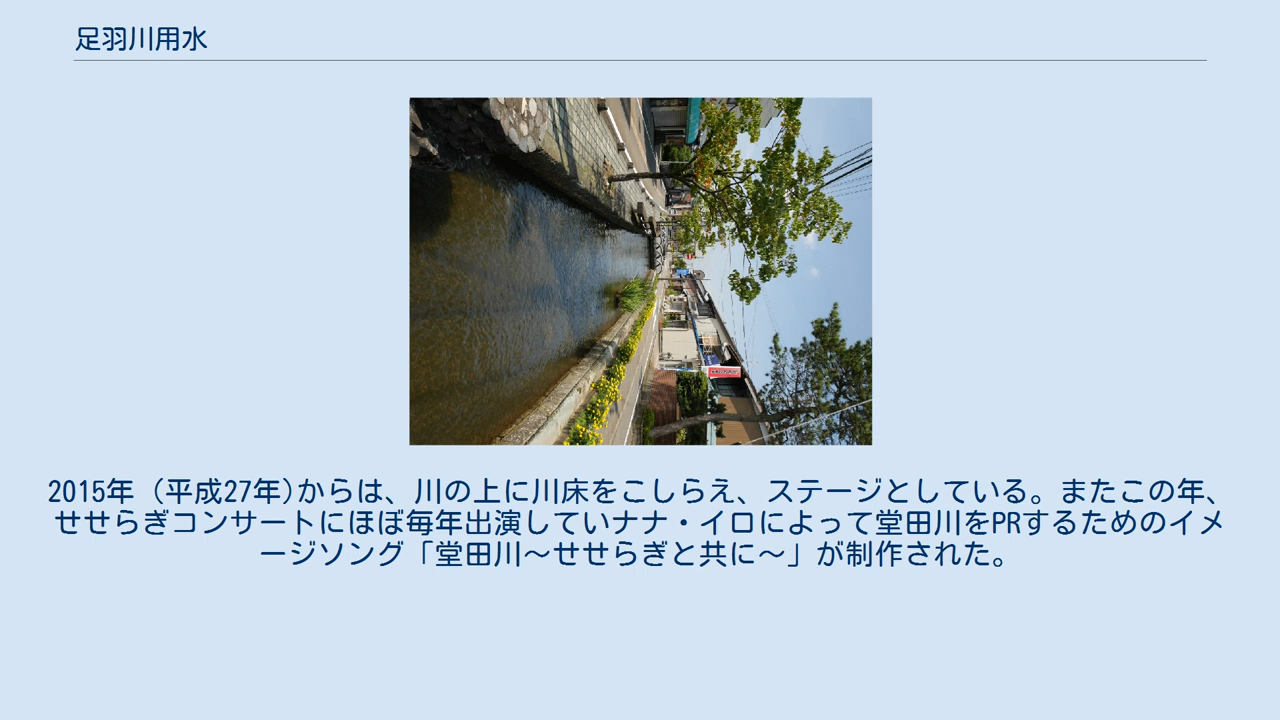 足羽川用水
2015年（平成27年)からは、川の上に川床をこしらえ、ステージとしている。またこの年、
せせらぎコンサートにほぼ毎年出演していナナ・イロによって堂田川をPRするためのイメ
ージソング「堂田川～せせらぎと共に～」が制作された。